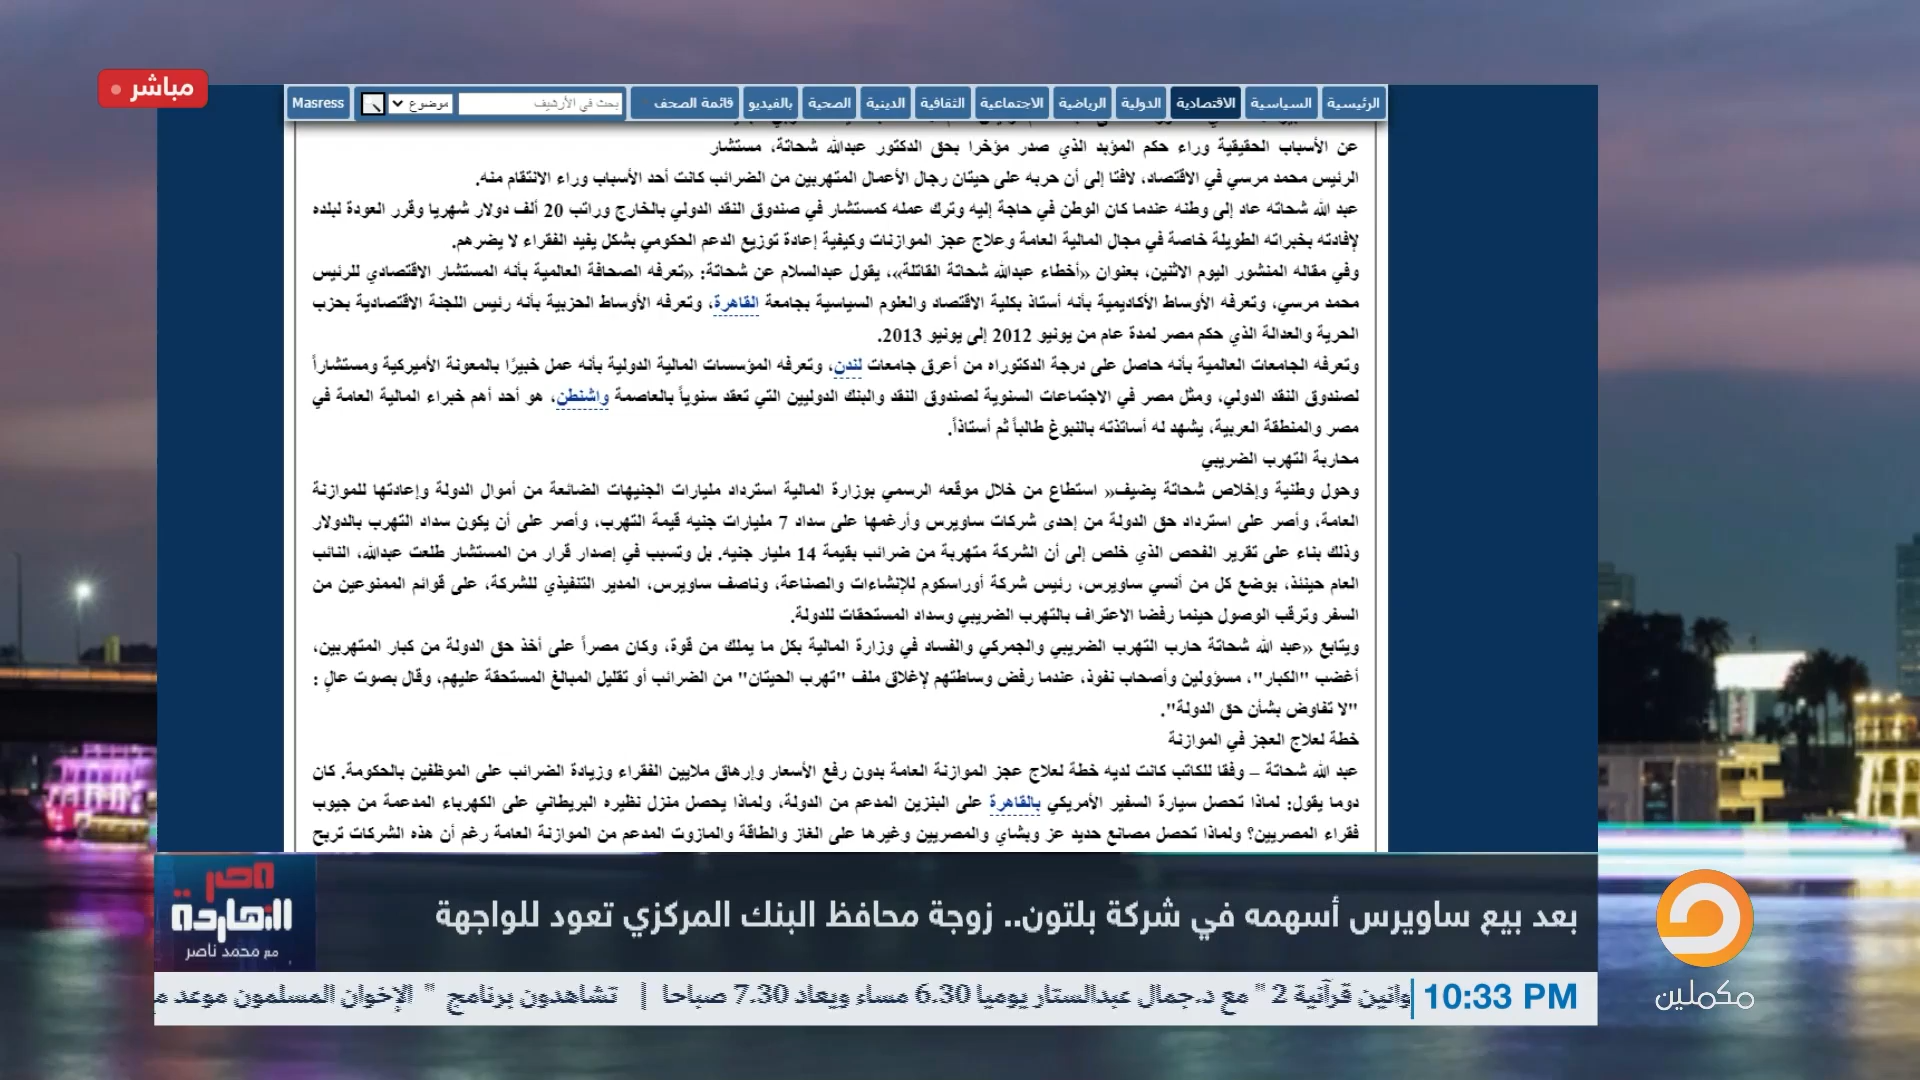 مباشر
الرئيسية السياسية الاقتصادية الدولية الرياضية الاجتماعية الثقافية الدينية الصحية بالفيديو قائمة الصحف بحث في الأرشيف موضوع Masress
عن الأسباب الحقيقية وراء حكم المؤبد الذي صدر مؤخرا بحق الدكتور عبدالله شحاتة، مستشار
الرئيس محمد مرسي في الاقتصاد، لافتا إلى أن حربه على حيتان رجال الأعمال المتهربين من الضرائب كانت أحد الأسباب وراء الانتقام منه.
عبد الله شحاته عاد إلى وطنه عندما كان الوطن في حاجة إليه وترك عمله كمستشار في صندوق النقد الدولي بالخارج وراتب 20 ألف دولار شهريا وقرر العودة لبلده
لإفادته بخبراته الطويلة خاصة في مجال المالية العامة وعلاج عجز الموازنات وكيفية إعادة توزيع الدعم الحكومي بشكل يفيد الفقراء لا يضرهم.
وفي مقاله المنشور اليوم الاثنين، بعنوان «أخطاء عبدالله شحاتة القاتلة»، يقول عبدالسلام عن شحاتة: «تعرفه الصحافة العالمية بأنه المستشار الاقتصادي للرئيس
محمد مرسي، وتعرفه الأوساط الأكاديمية بأنه أستاذ بكلية الاقتصاد والعلوم السياسية بجامعة القاهرة، وتعرفه الأوساط الحزبية بأنه رئيس اللجنة الاقتصادية بحزب
الحرية والعدالة الذي حكم مصر لمدة عام من يونيو 2012 إلى يونيو 2013.
وتعرفه الجامعات العالمية بأنه حاصل على درجة الدكتوراه من أعرق جامعات لندن، وتعرفه المؤسسات المالية الدولية بأنه عمل خبيرًا بالمعونة الأميركية ومستشاراً
لصندوق النقد الدولي، ومثل مصر في الاجتماعات السنوية لصندوق النقد والبنك الدوليين التي تعقد سنوياً بالعاصمة واشنطن، هو أحد أهم خبراء المالية العامة في
مصر والمنطقة العربية، يشهد له أساتذته بالنبوغ طالباً ثم أستاذاً.
محاربة التهرب الضريبي
وحول وطنية وإخلاص شحاتة يضيف« استطاع من خلال موقعه الرسمي بوزارة المالية استرداد مليارات الجنيهات الضائعة من أموال الدولة وإعادتها للموازنة
العامة، وأصر على استرداد حق الدولة من إحدى شركات ساويرس وأرغمها على سداد 7 مليارات جنيه قيمة التهرب، وأصر على أن يكون سداد التهرب بالدولار
وذلك بناء على تقرير الفحص الذي خلص إلى أن الشركة متهربة من ضرائب بقيمة 14 مليار جنيه. بل وتسبب في إصدار قرار من المستشار طلعت عبدالله، النائب
العام حينئذ، بوضع كل من أنسي ساويرس، رئيس شركة أوراسكوم للإنشاءات والصناعة، وناصف ساويرس، المدير التنفيذي للشركة، على قوائم الممنوعين من
السفر وترقب الوصول حينما رفضا الاعتراف بالتهرب الضريبي وسداد المستحقات للدولة.
ويتابع «عبد الله شحاتة حارب التهرب الضريبي والجمركي والفساد في وزارة المالية بكل ما يملك من قوة، وكان مصراً على أخذ حق الدولة من كبار المتهربين،
أغضب "الكبار"، مسؤولين وأصحاب نفوذ، عندما رفض وساطتهم لإغلاق ملف "تهرب الحيتان" من الضرائب أو تقليل المبالغ المستحقة عليهم، وقال بصوت عالٍ :
"لا تفاوض بشأن حق الدولة".
خطة لعلاج العجز في الموازنة
عبد الله شحاتة – وفقا للكاتب كانت لديه خطة لعلاج عجز الموازنة العامة بدون رفع الأسعار وإرهاق ملايين الفقراء وزيادة الضرائب على الموظفين بالحكومة. كان
دوما يقول: لماذا تحصل سيارة السفير الأمريكي بالقاهرة على البنزين المدعم من الدولة، ولماذا يحصل منزل نظيره البريطاني على الكهرباء المدعمة من جيوب
فقراء المصريين؟ ولماذا تحصل مصانع حديد عز وبشاي والمصريين وغيرها على الغاز والطاقة والمازوت المدعم من الموازنة العامة رغم أن هذه الشركات تربح
بعد بيع ساويرس أسهمه في شركة بلتون.. زوجة محافظ البنك المركزي تعود للواجهة
مصر
النهاردة
مع محمد ناصر
10:33 PM
وانين قرآنية 2 " مع د.جمال عبدالستار يوميا 6.30 مساء ويعاد 7.30 صباحا | تشاهدون برنامج " الإخوان المسلمون موعد
مكملين